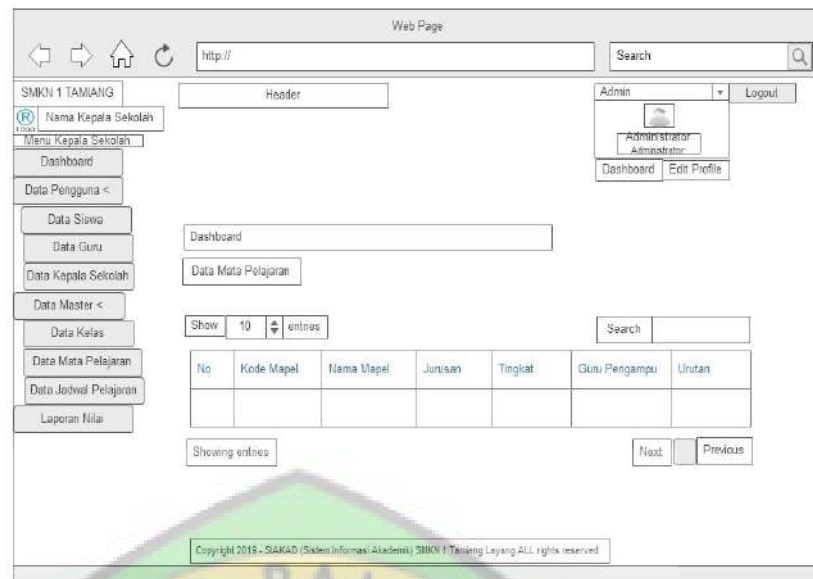 Web Page
http://
Search
SMKN 1 TAMIANG
Header
Admin
Logout
LOGO
Nama Kepala Sekolah
Menu Kepala Sekolah
Administrator
Administrator
Dashboard
Dashboard
Edit Profile
Data Pengguna <
Data Siswa
Data Guru
Dashboard
Data Kepala Sekolah
Data Mata Pelajaran
Data Master <
Show 10 entries
Search
Data Kelas
Data Mata Pelajaran
No Kode Mapel Nama Mapel Jurusan Tingkat Guru Pengampu Urutan
Data Jadwal Pelajaran
Laporan Nilai
Showing entries
Next
Previous
Copyright 2019 - SIAKAD (Sistem Informasi Akademik) SMKN 1 Tamiang Layang.ALL rights reserved